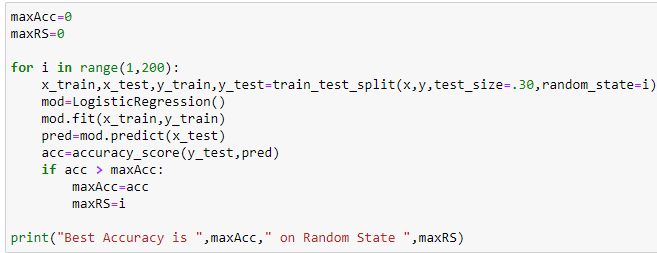 maxAcc=0
maxRS=0
for i in range(1,200):
    x_train,x_test,y_train,y_test=train_test_split(x,y,test_size=.30,random_state=i)
    mod=LogisticRegression()
    mod.fit(x_train,y_train)
    pred=mod.predict(x_test)
    acc=accuracy_score(y_test,pred)
    if acc > maxAcc:
        maxAcc=acc
        maxRS=i
print("Best Accuracy is ",maxAcc," on Random State ",maxRS)